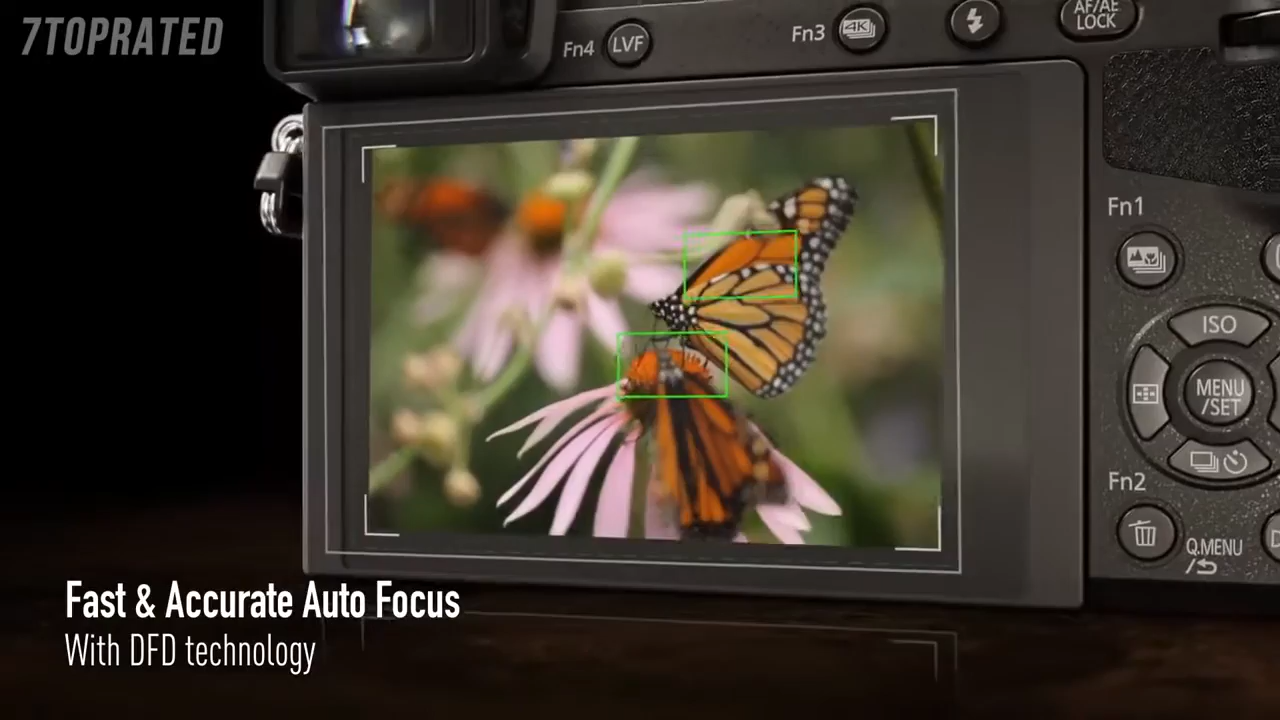 7TOPRATED
Fn4 LVF
Fn3 4K
AF/AE
LOCK
Fn1
ISO
MENU
/SET
Fn2
Q.MENU
Fast & Accurate Auto Focus
With DFD technology